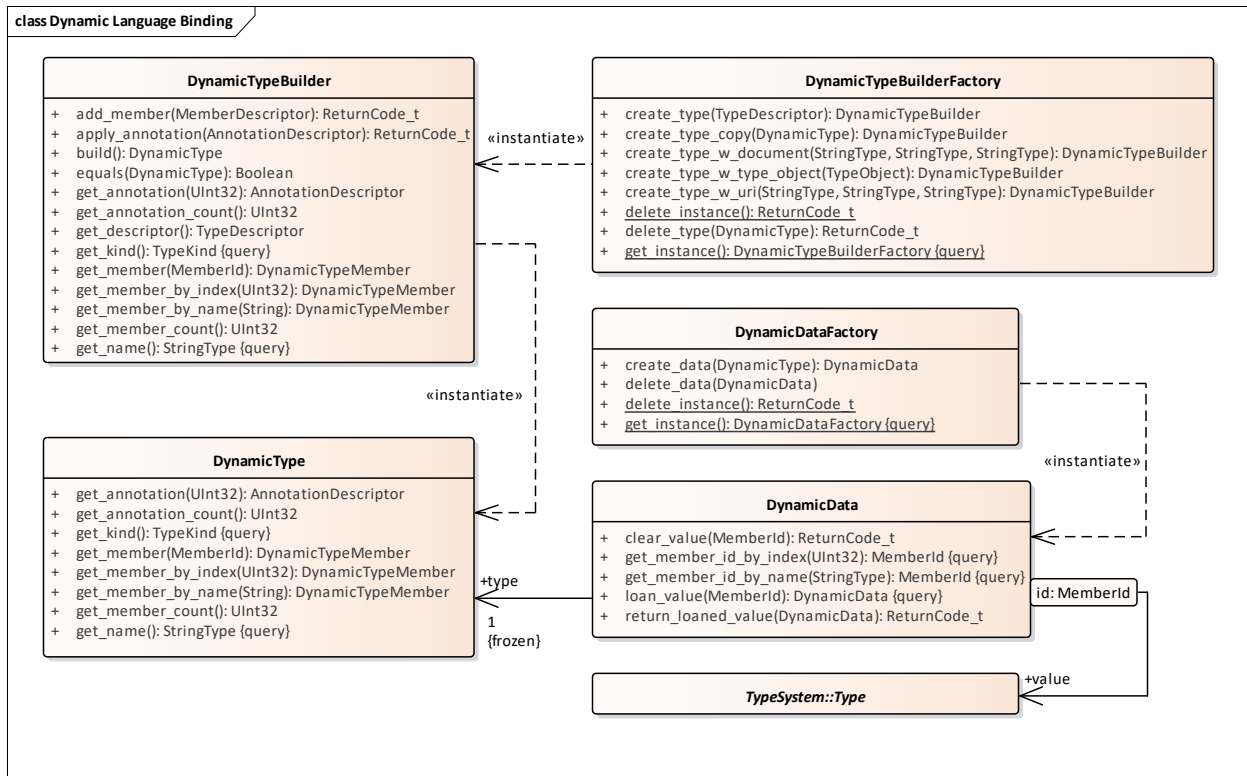 class Dynamic Language Binding
DynamicTypeBuilder
+ add_member(MemberDescriptor): ReturnCode_t
+ apply_annotation(AnnotationDescriptor): ReturnCode_t
+ build(): DynamicType
+ equals(DynamicType): Boolean
+ get_annotation(UInt32): AnnotationDescriptor
+ get_annotation_count(): UInt32
+ get_descriptor(): TypeDescriptor
+ get_kind(): TypeKind {query}
+ get_member(MemberId): DynamicTypeMember
+ get_member_by_index(UInt32): DynamicTypeMember
+ get_member_by_name(String): DynamicTypeMember
+ get_member_count(): UInt32
+ get_name(): StringType {query}
«instantiate»
DynamicTypeBuilderFactory
+ create_type(TypeDescriptor): DynamicTypeBuilder
+ create_type_copy(DynamicType): DynamicTypeBuilder
+ create_type_w_document(StringType, StringType, StringType): DynamicTypeBuilder
+ create_type_w_type_object(TypeObject): DynamicTypeBuilder
+ create_type_w_uri(StringType, StringType, StringType): DynamicTypeBuilder
+ delete_instance(): ReturnCode_t
+ delete_type(DynamicType): ReturnCode_t
+ get_instance(): DynamicTypeBuilderFactory {query}
«instantiate»
DynamicDataFactory
+ create_data(DynamicType): DynamicData
+ delete_data(DynamicData)
+ delete_instance(): ReturnCode_t
+ get_instance(): DynamicDataFactory {query}
«instantiate»
DynamicType
+ get_annotation(UInt32): AnnotationDescriptor
+ get_annotation_count(): UInt32
+ get_kind(): TypeKind {query}
+ get_member(MemberId): DynamicTypeMember
+ get_member_by_index(UInt32): DynamicTypeMember
+ get_member_by_name(String): DynamicTypeMember
+ get_member_count(): UInt32
+ get_name(): StringType {query}
+type
1
{frozen}
DynamicData
+ clear_value(MemberId): ReturnCode_t
+ get_member_id_by_index(UInt32): MemberId {query}
+ get_member_id_by_name(StringType): MemberId {query}
+ loan_value(MemberId): DynamicData {query}
+ return_loaned_value(DynamicData): ReturnCode_t
id: MemberId
+value
TypeSystem::Type